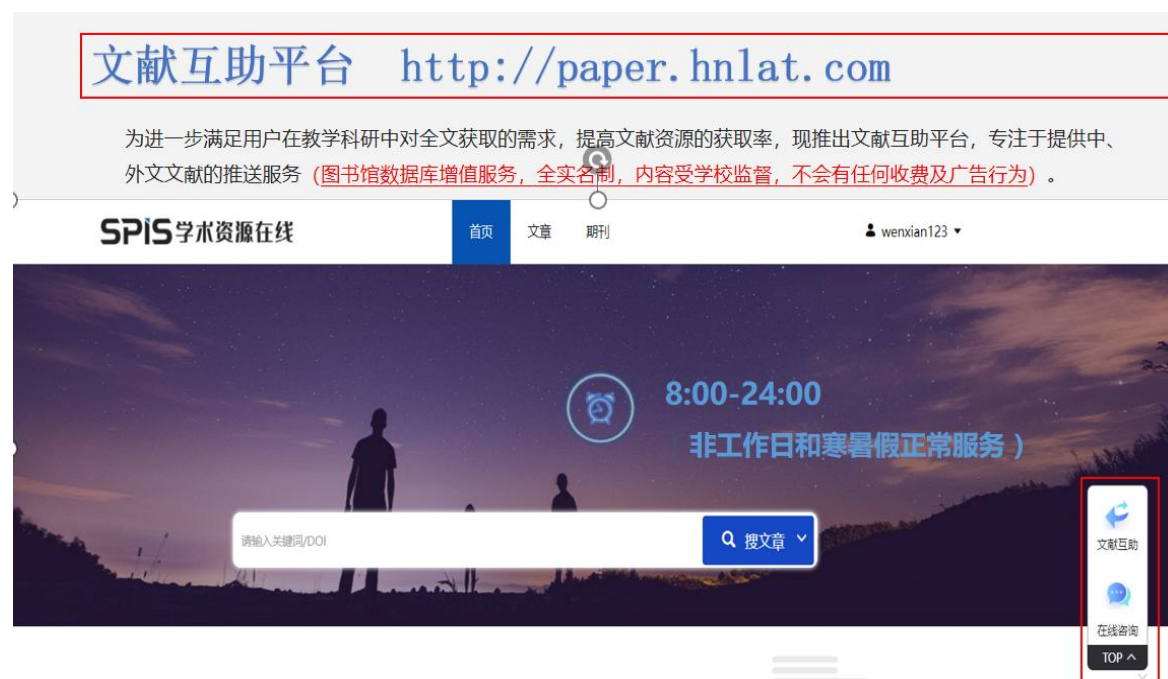 文献互助平台 http://paper.hnlat.com
为进一步满足用户在教学科研中对全文获取的需求，提高文献资源的获取率，现推出文献互助平台，专注于提供中、
外文文献的推送服务（图书馆数据库增值服务，全实名制，内容受学校监督，不会有任何收费及广告行为）。
SPIS学术资源在线 首页 文章 期刊 wenxian123
8:00-24:00
非工作日和寒暑假正常服务）
请输入关键词/DOI 搜文章
文献互助
在线咨询
TOP